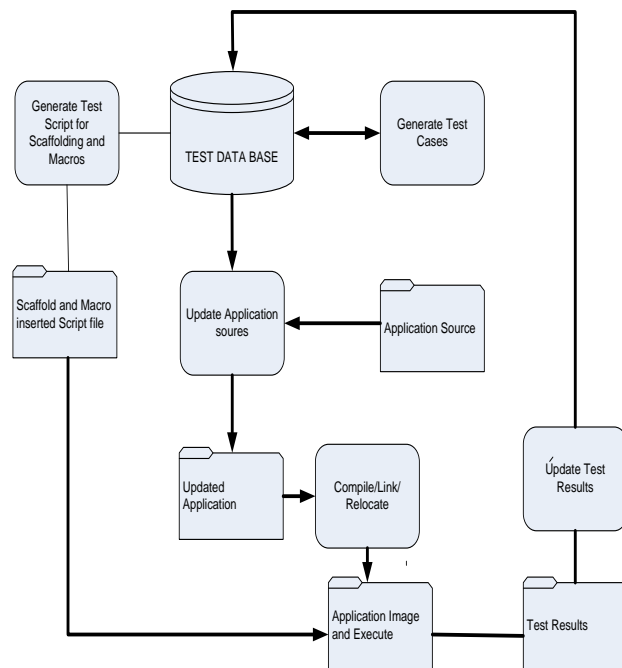 Generate Test
Script for
Scaffolding and
Macros
TEST DATA BASE
Generate Test
Cases
Scaffold and Macro
inserted Script file
Update Application
soures
Application Source
Updated
Application
Compile/Link/
Relocate
Update Test
Results
Application Image
and Execute
Test Results